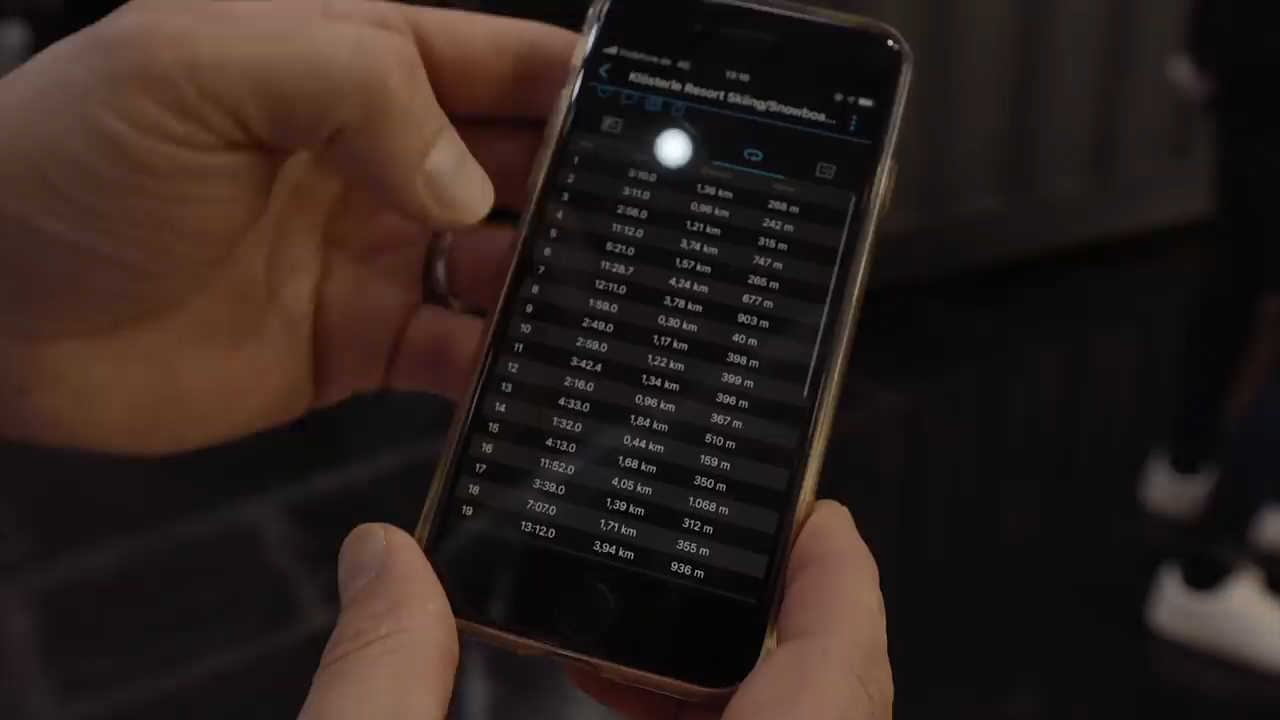 Vodafone.de 4G
Klösterle Resort Skiing/Snowboa...
1 3:10.0 1,36 km 268 m
2 3:11.0 0,96 km 242 m
3 2:56.0 1,21 km 315 m
4 11:12.0 3,74 km 747 m
5 5:21.0 1,57 km 265 m
6 11:28.7 4,24 km 677 m
7 12:11.0 3,78 km 903 m
8 1:59.0 0,30 km 40 m
9 2:49.0 1,17 km 398 m
10 2:59.0 1,22 km 399 m
11 3:42.4 1,34 km 396 m
12 2:16.0 0,96 km 367 m
13 4:33.0 1,84 km 510 m
14 1:32.0 0,44 km 159 m
15 4:13.0 1,68 km 350 m
16 11:52.0 4,05 km 1.068 m
17 3:39.0 1,39 km 312 m
18 7:07.0 1,71 km 355 m
19 13:12.0 3,94 km 936 m